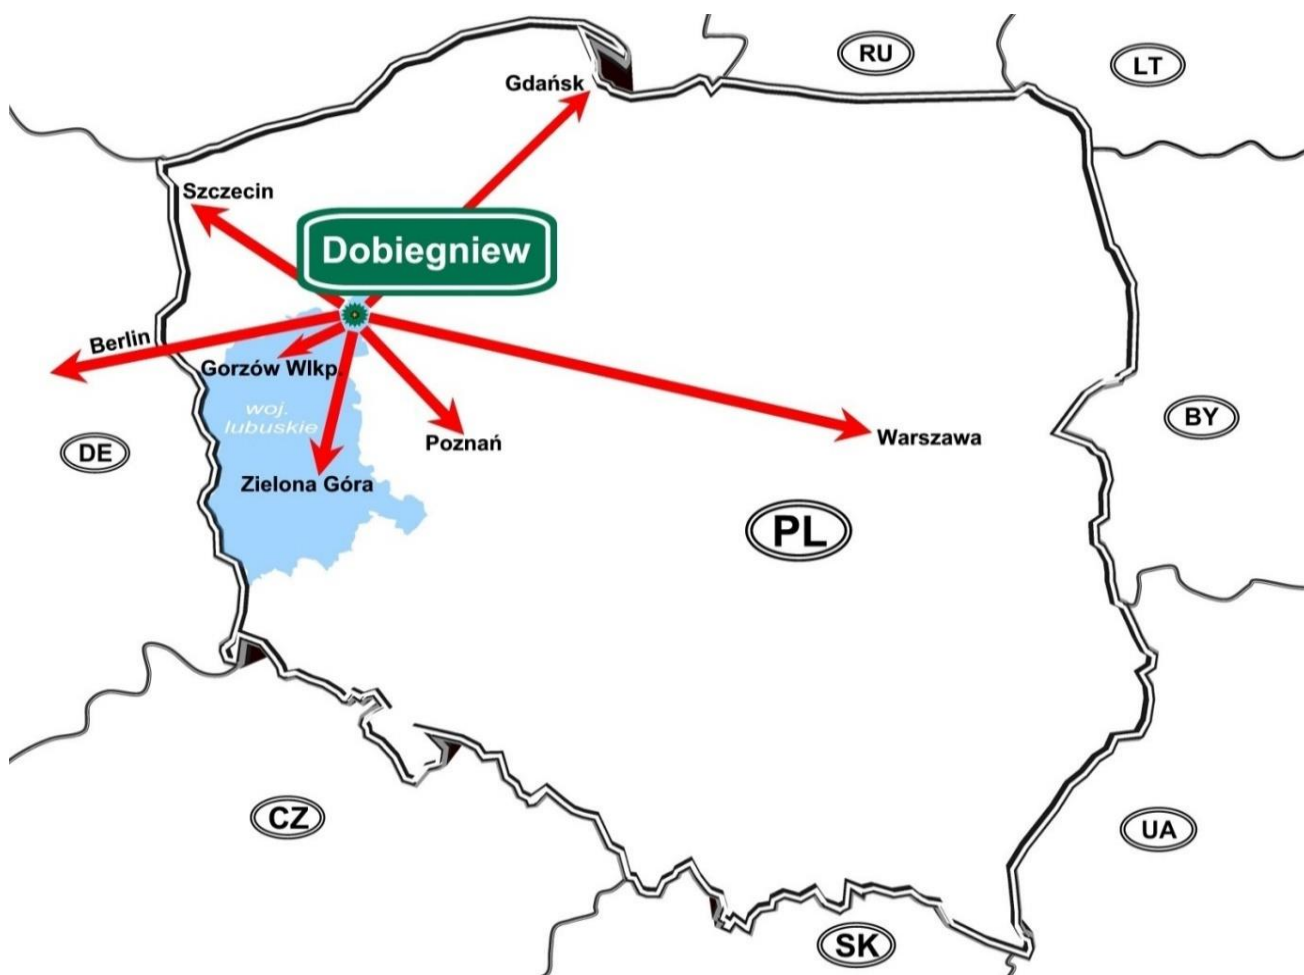 RU
LT
Gdańsk
Szczecin
Dobiegniew
Berlin
Gorzów Wlkp.
woj.
lubuskie
BY
DE
Poznań
Warszawa
Zielona Góra
PL
CZ
UA
SK